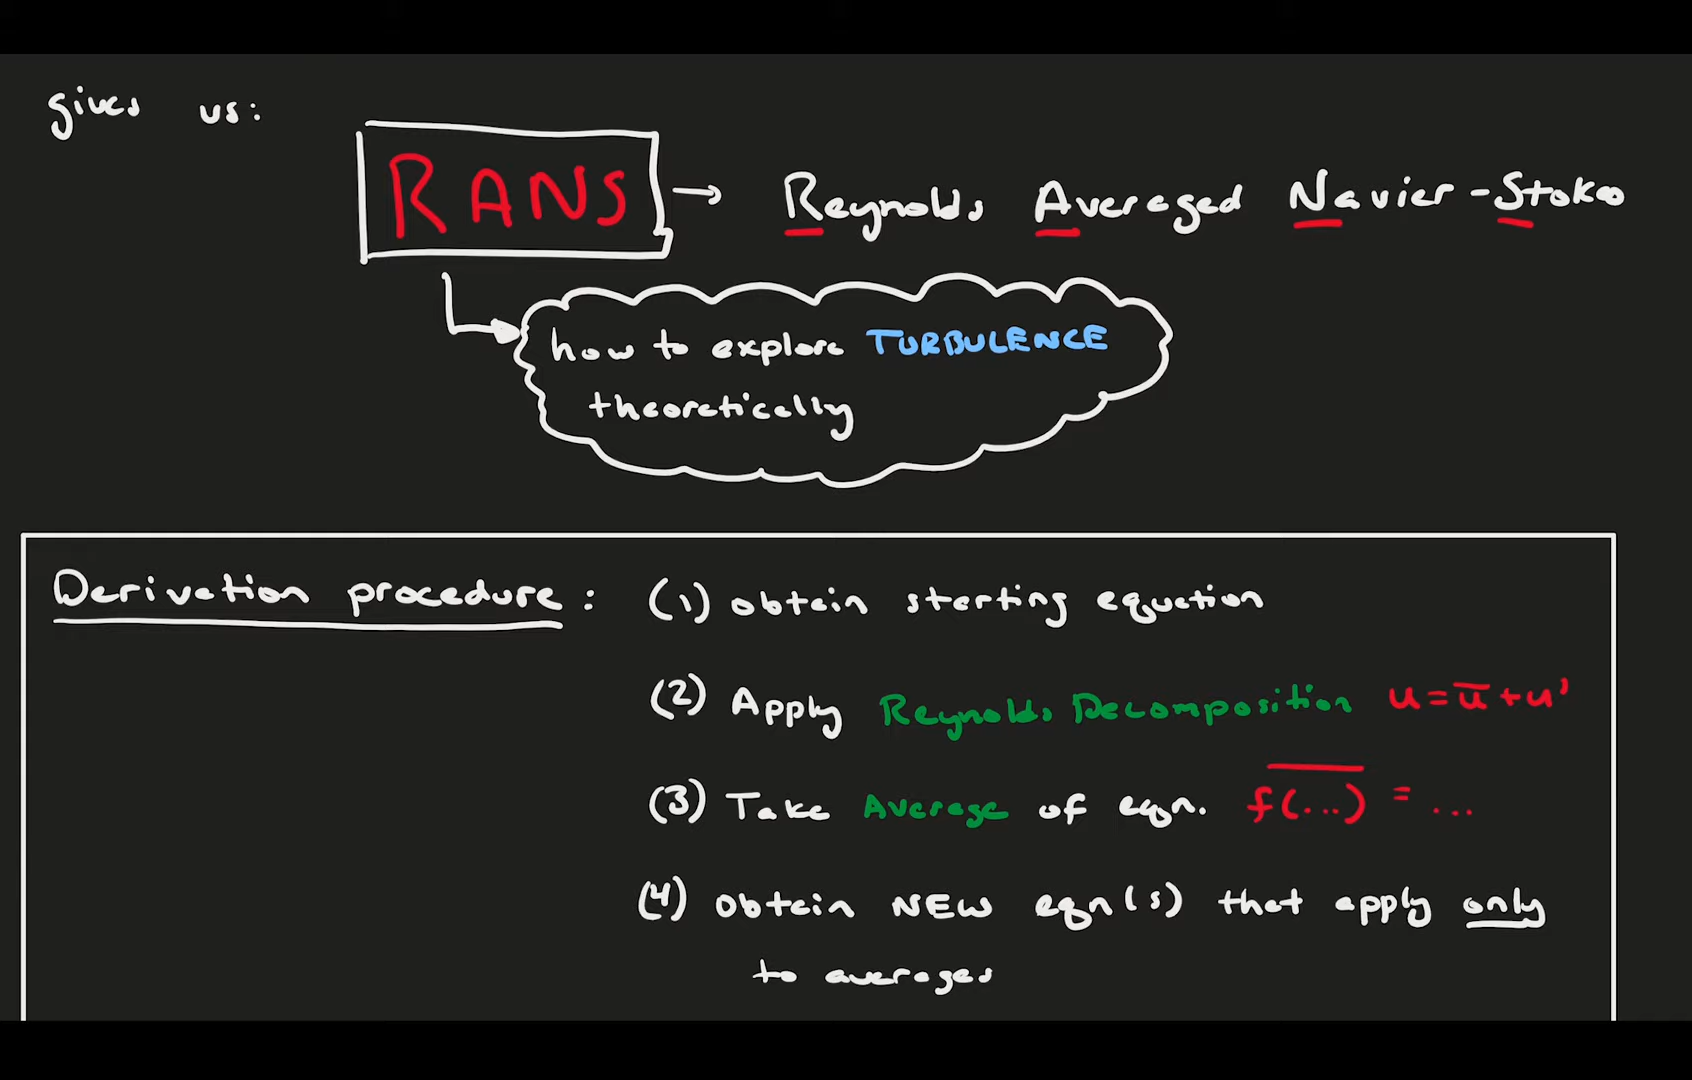 gives us:
RANS → Reynolds Averaged Navier-Stokes
how to explore TURBULENCE
theoretically
Derivation procedure: (1) obtain starting equation
(2) Apply Reynolds Decomposition u = u̅ + u'
(3) Take Average of eqn. \overline{f(...)} = ...
(4) obtain NEW eqn(s) that apply only
to averages